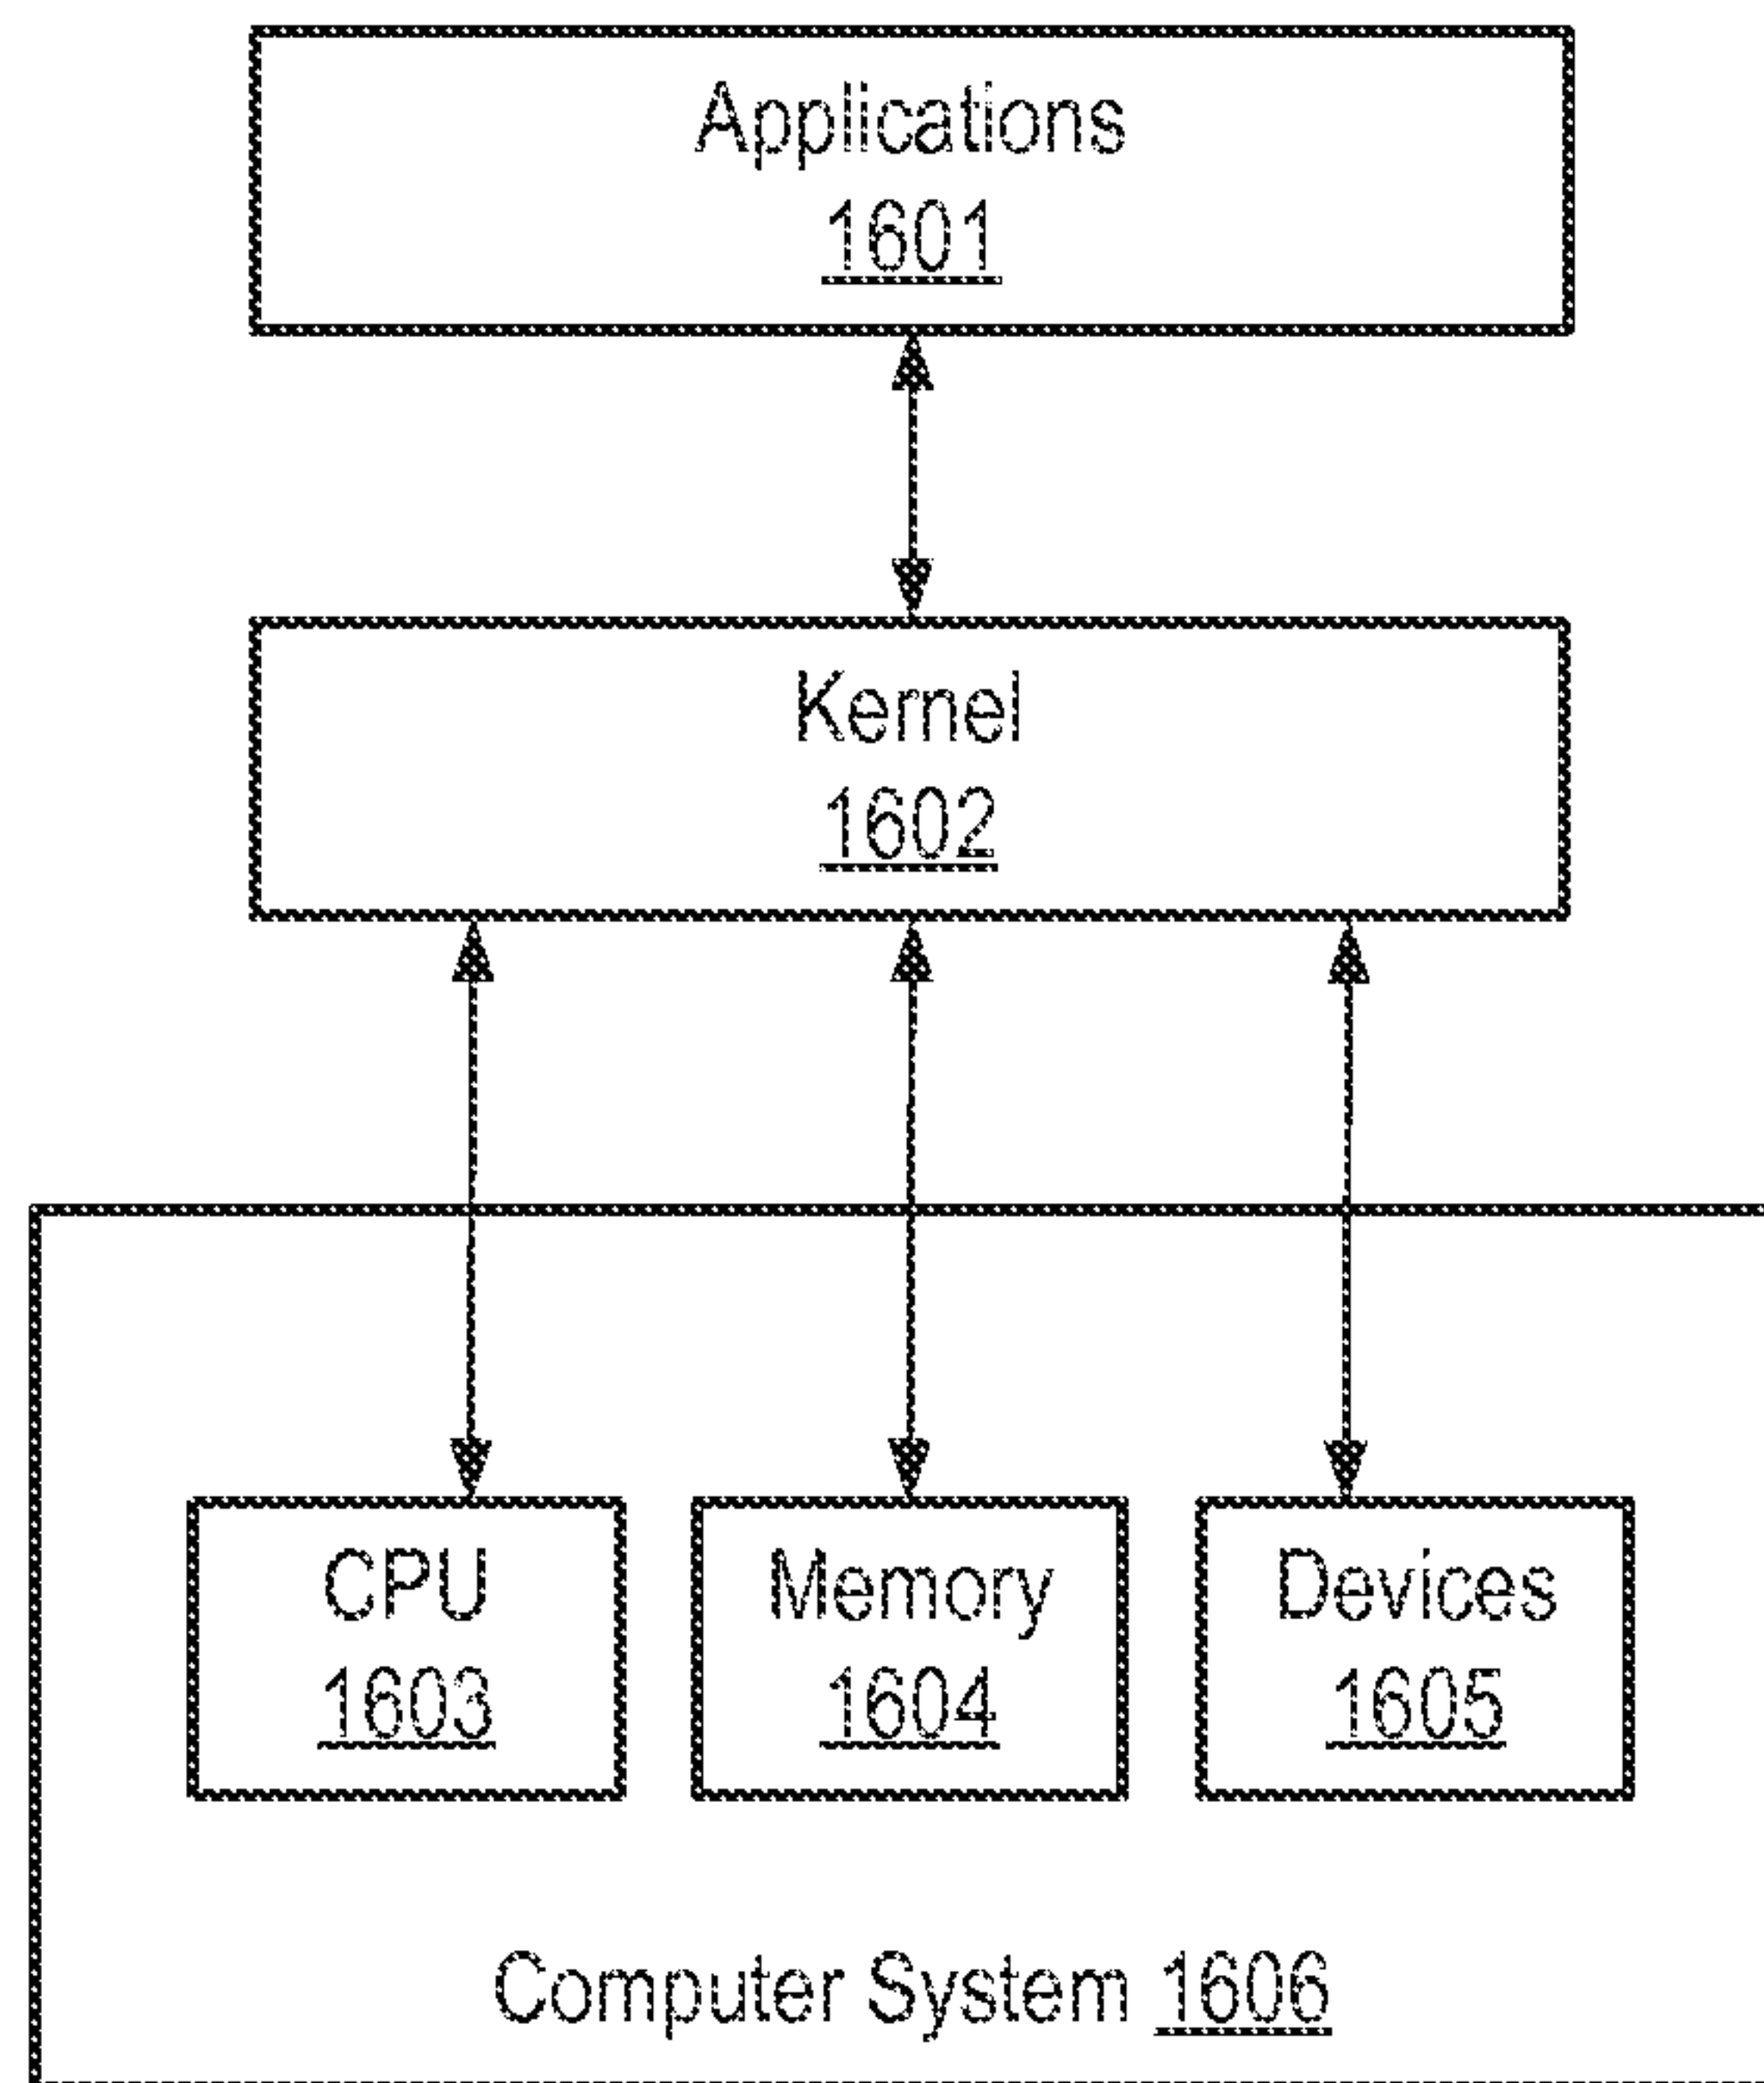 Applications
1601
Kernel
1602
CPU
1603
Memory
1604
Devices
1605
Computer System 1606